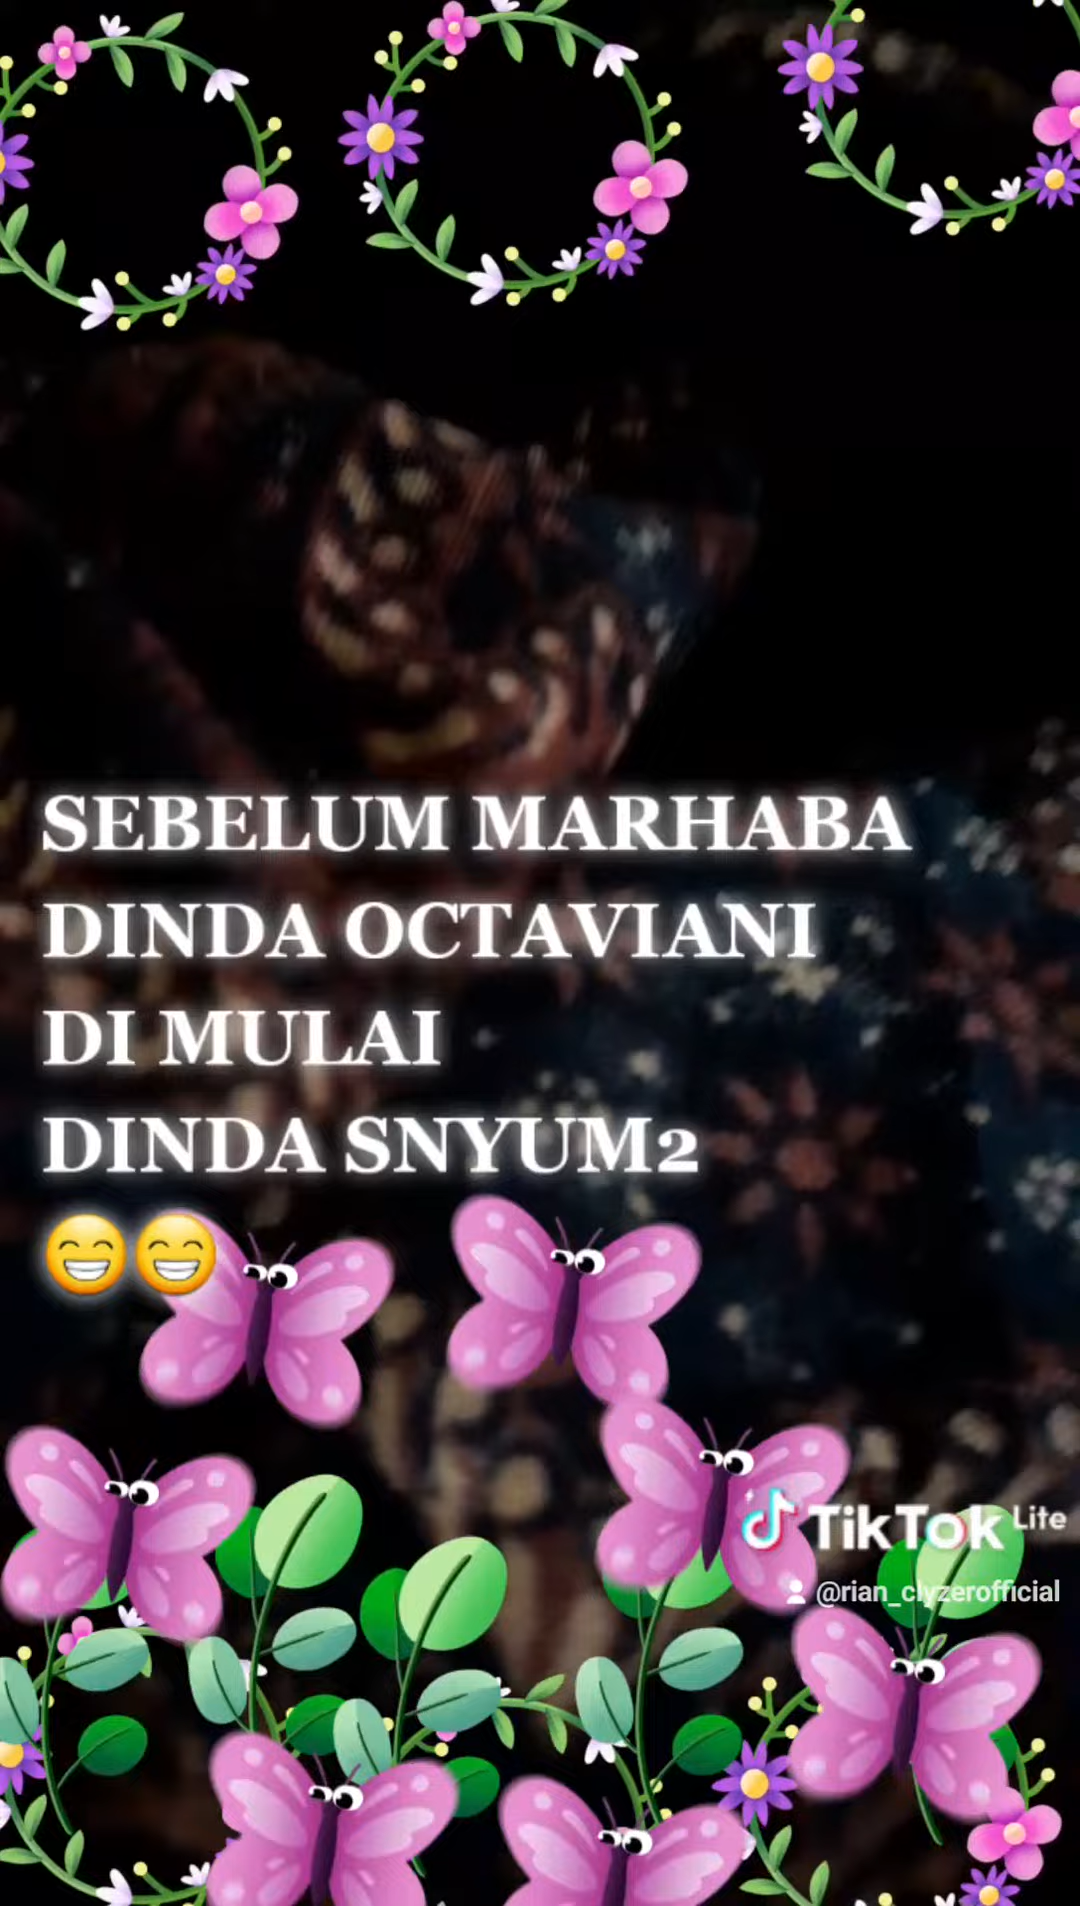 SEBELUM MARHABA
DINDA OCTAVIANI
DI MULAI
DINDA SNYUM2
😁😁
TikTok Lite
@rian_clyzerofficial